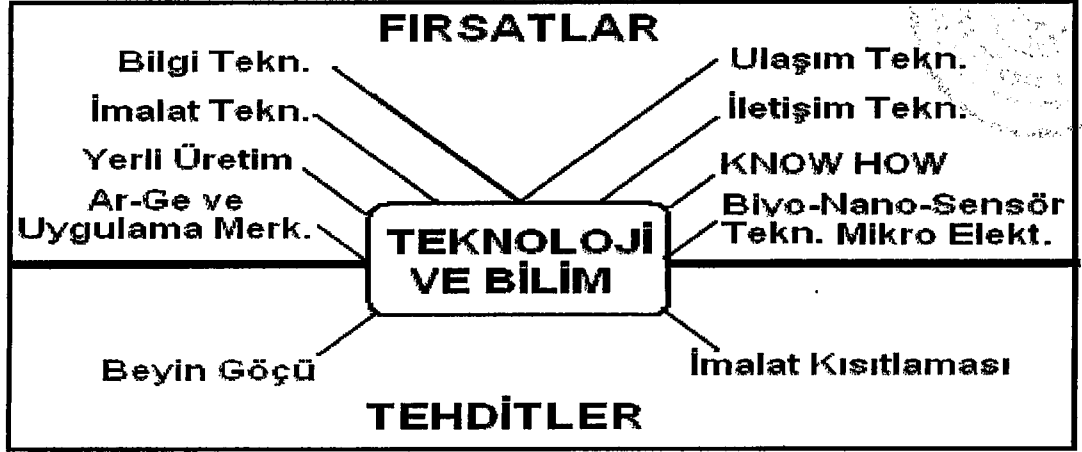 FIRSATLAR
Bilgi Tekn.
İmalat Tekn.
Yerli Üretim
Ar-Ge ve
Uygulama Merk.
Ulaşım Tekn.
İletişim Tekn.
KNOW HOW
Biyo-Nano-Sensör
Tekn. Mikro Elekt.
TEKNOLOJİ
VE BİLİM
Beyin Göçü
İmalat Kısıtlaması
TEHDİTLER